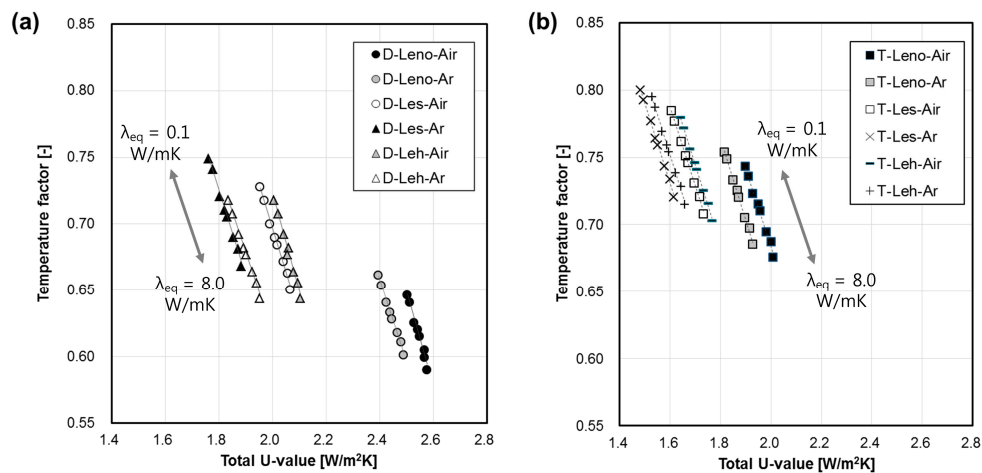 (a)
0.85
0.80
0.75
0.70
0.65
0.60
0.55
Temperature factor [-]
D-Leno-Air
D-Leno-Ar
D-Les-Air
D-Les-Ar
D-Leh-Air
D-Leh-Ar
λeq = 0.1
W/mK
λeq = 8.0
W/mK
1.4 1.6 1.8 2.0 2.2 2.4 2.6 2.8
Total U-value [W/m²K]
(b)
0.85
0.80
0.75
0.70
0.65
0.60
0.55
Temperature factor [-]
T-Leno-Air
T-Leno-Ar
T-Les-Air
T-Les-Ar
T-Leh-Air
T-Leh-Ar
λeq = 0.1
W/mK
λeq = 8.0
W/mK
1.4 1.6 1.8 2.0 2.2 2.4 2.6 2.8
Total U-value [W/m²K]